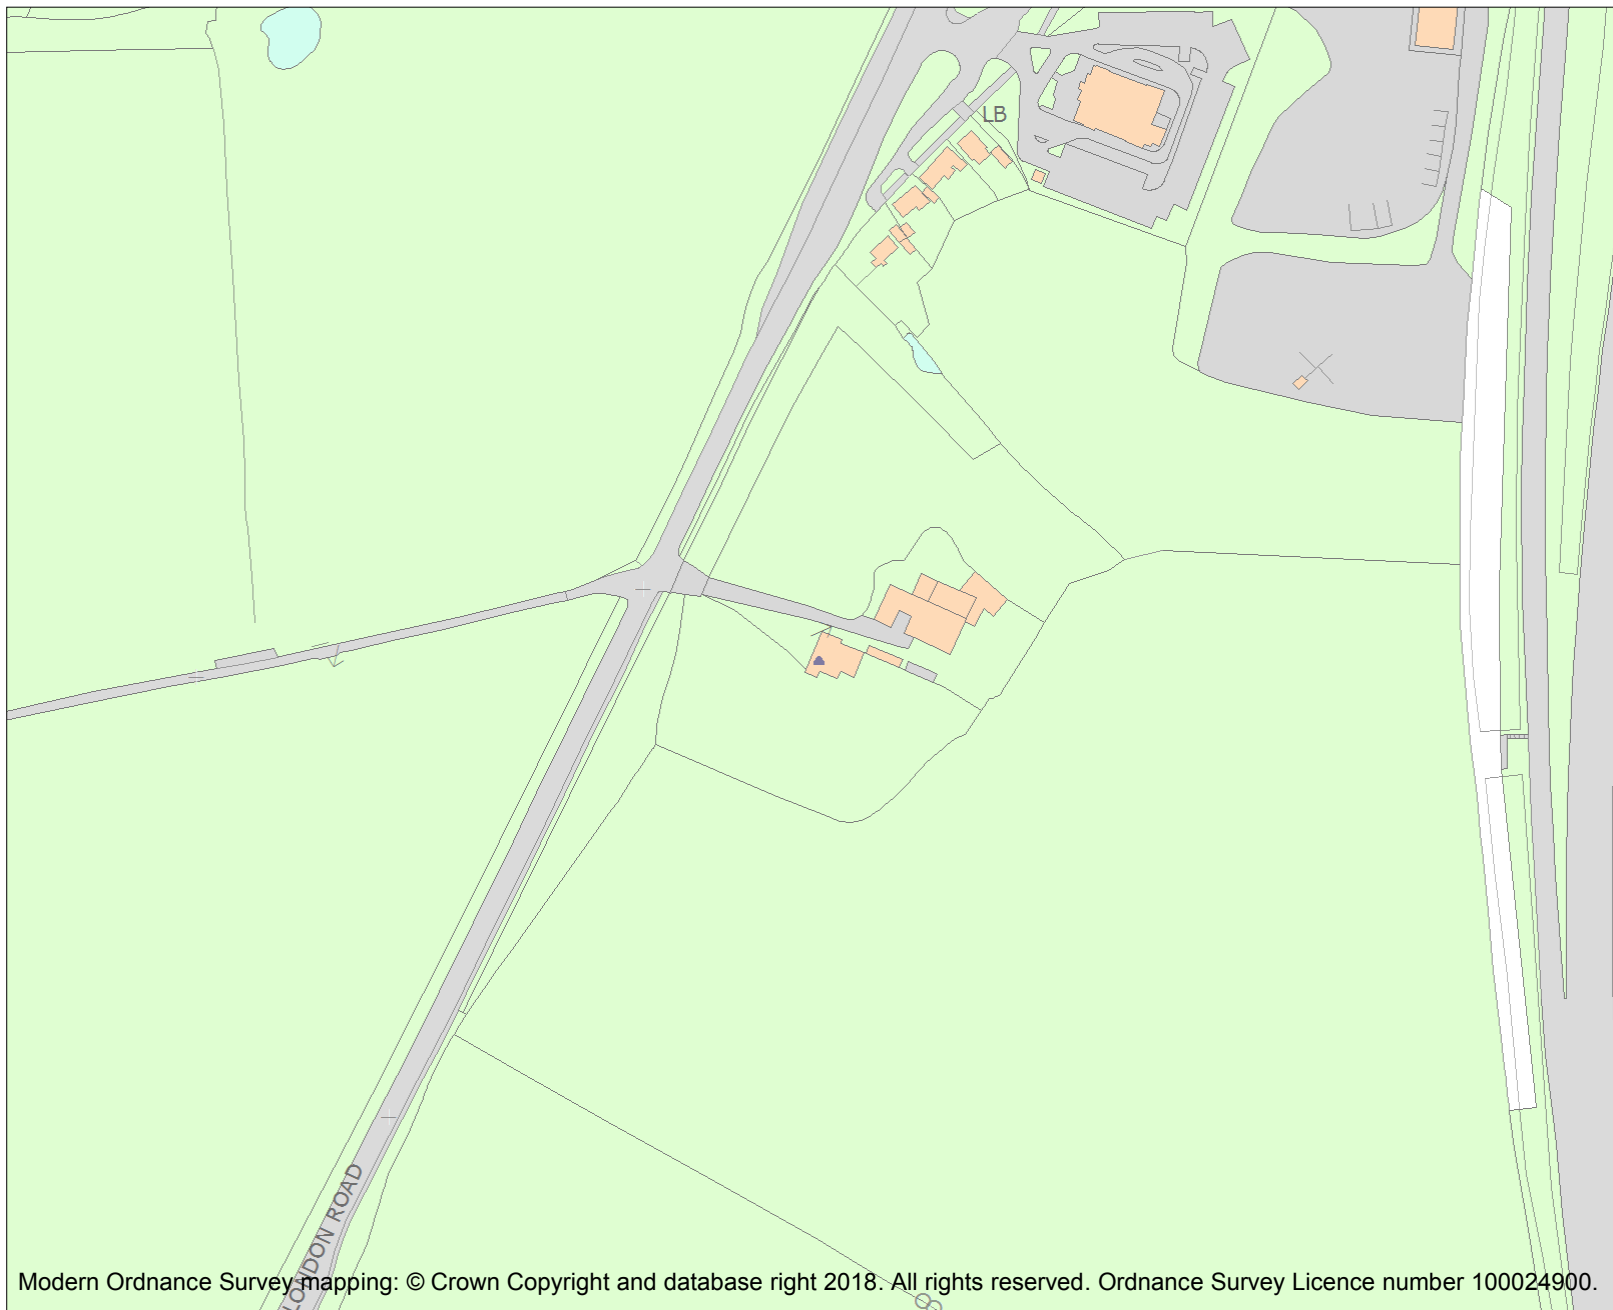 LB
LONDON ROAD
Modern Ordnance Survey mapping: © Crown Copyright and database right 2018. All rights reserved. Ordnance Survey Licence number 100024900.